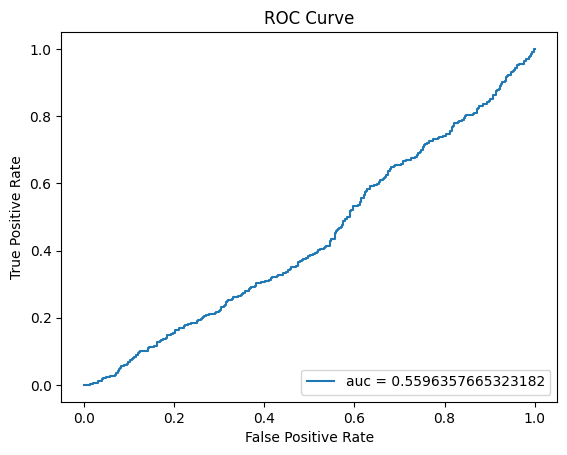 ROC Curve
1.0
0.8
0.6
0.4
0.2
0.0
True Positive Rate
auc = 0.5596357665323182
0.0 0.2 0.4 0.6 0.8 1.0
False Positive Rate